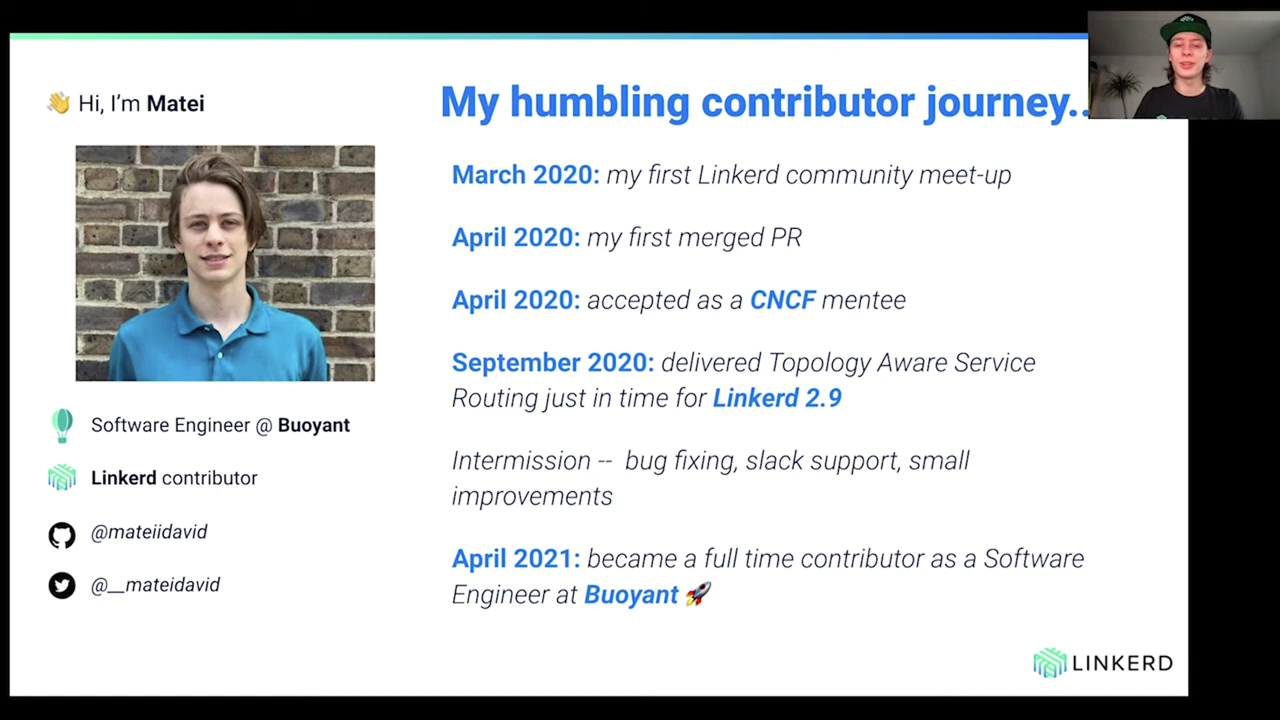 👋 Hi, I’m Matei
My humbling contributor journey..
March 2020: my first Linkerd community meet-up
April 2020: my first merged PR
April 2020: accepted as a CNCF mentee
September 2020: delivered Topology Aware Service
Routing just in time for Linkerd 2.9
Intermission -- bug fixing, slack support, small
improvements
April 2021: became a full time contributor as a Software
Engineer at Buoyant 🚀
Software Engineer @ Buoyant
Linkerd contributor
@mateiidavid
@__mateidavid
LINKERD